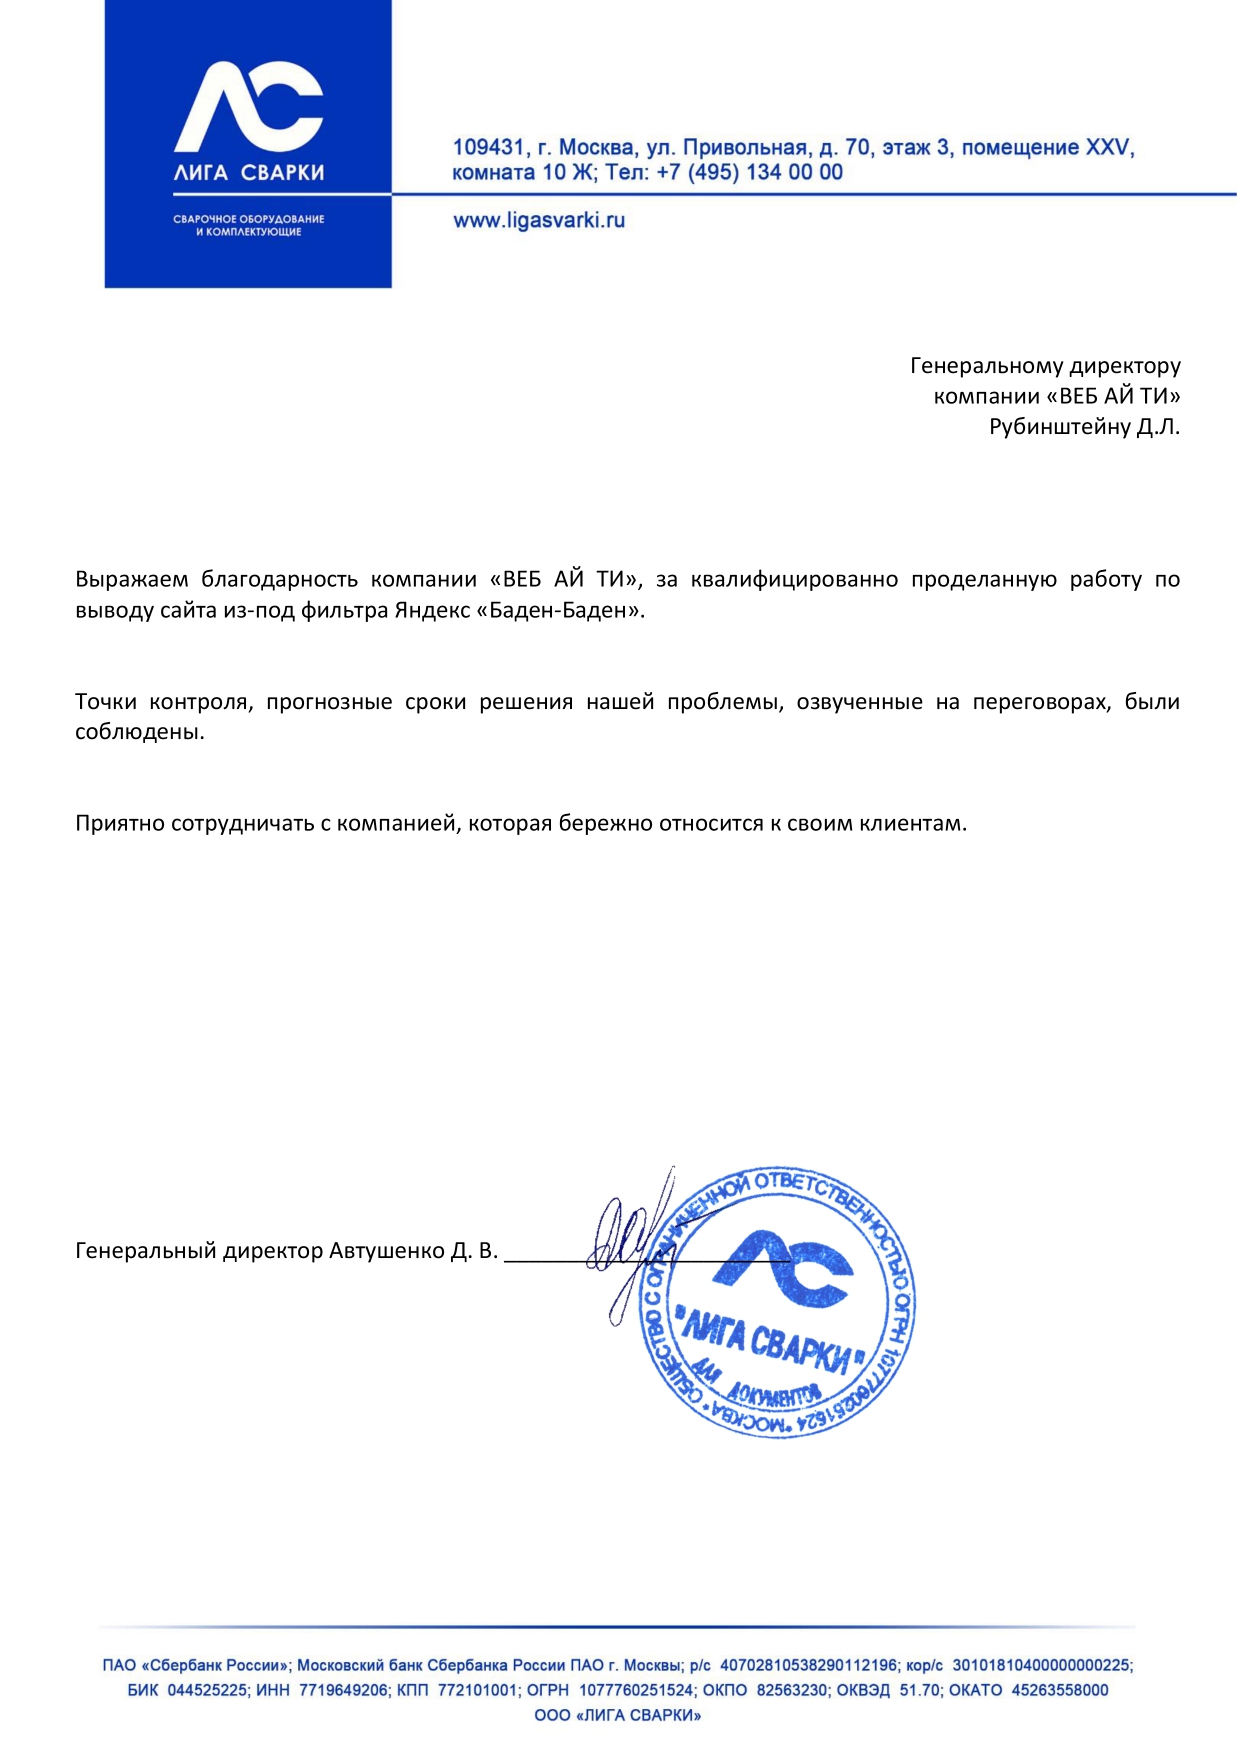 ЛС
ЛИГА СВАРКИ
СВАРОЧНОЕ ОБОРУДОВАНИЕ
И КОМПЛЕКТУЮЩИЕ
109431, г. Москва, ул. Привольная, д. 70, этаж 3, помещение XXV,
комната 10 Ж; Тел: +7 (495) 134 00 00
www.ligasvarki.ru
Генеральному директору
компании «ВЕБ АЙ ТИ»
Рубинштейну Д.Л.
Выражаем благодарность компании «ВЕБ АЙ ТИ», за квалифицированно проделанную работу по
выводу сайта из-под фильтра Яндекс «Баден-Баден».
Точки контроля, прогнозные сроки решения нашей проблемы, озвученные на переговорах, были
соблюдены.
Приятно сотрудничать с компанией, которая бережно относится к своим клиентам.
Генеральный директор Автушенко Д. В.
ОБЩЕСТВО С ОГРАНИЧЕННОЙ ОТВЕТСТВЕННОСТЬЮ ОГРН 1077760251524 *МОСКВА*
ЛС
"ЛИГА СВАРКИ"
ДЛЯ ДОКУМЕНТОВ
ПАО «Сбербанк России»; Московский банк Сбербанка России ПАО г. Москвы; р/с 40702810538290112196; кор/с 30101810400000000225;
БИК 044525225; ИНН 7719649206; КПП 772101001; ОГРН 1077760251524; ОКПО 82563230; ОКВЭД 51.70; ОКАТО 45263558000
ООО «ЛИГА СВАРКИ»